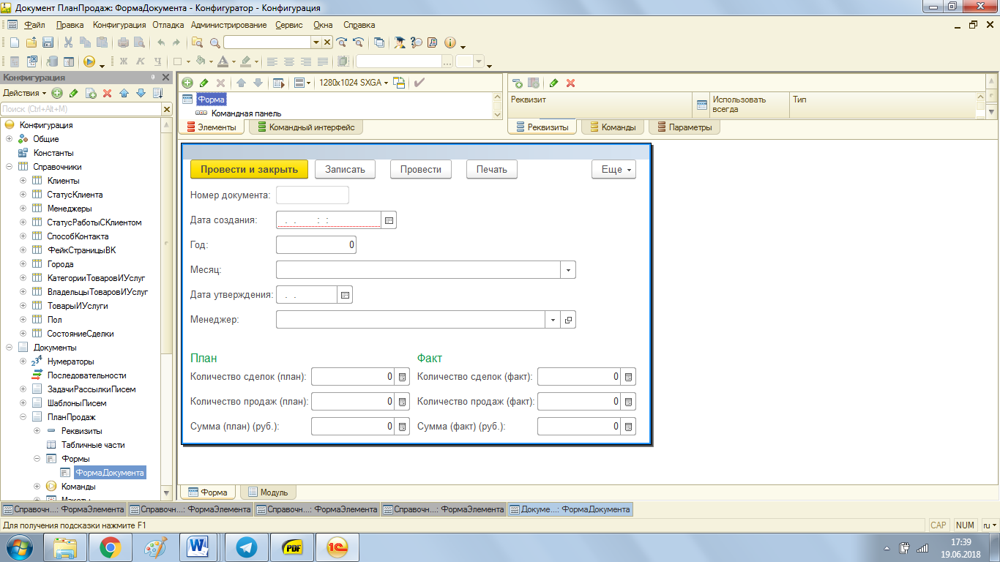 Документ ПланПродаж: ФормаДокумента - Конфигуратор - Конфигурация
Файл Правка Конфигурация Отладка Администрирование Сервис Окна Справка
Ж К Ч
Конфигурация
Действия
Поиск (Ctrl+Alt+M)
Конфигурация
Общие
Константы
Справочники
Клиенты
СтатусКлиента
Менеджеры
СтатусРаботыСКлиентом
СпособКонтакта
ФейкСтраницыВК
Города
КатегорииТоваровИУслуг
ВладельцыТоваровИУслуг
ТоварыИУслуги
Пол
СостояниеСделки
Документы
Нумераторы
Последовательности
ЗадачиРассылкиПисем
ШаблоныПисем
ПланПродаж
Реквизиты
Табличные части
Формы
ФормаДокумента
Команды
Макеты
1280x1024 SXGA
Форма
Командная панель
Элементы Командный интерфейс
Реквизит Использовать всегда Тип
Реквизиты Команды Параметры
Провести и закрыть Записать Провести Печать Еще
Номер документа:
Дата создания: . . : :
Год: 0
Месяц:
Дата утверждения: . .
Менеджер:
План Факт
Количество сделок (план): 0 Количество сделок (факт): 0
Количество продаж (план): 0 Количество продаж (факт): 0
Сумма (план) (руб.): 0 Сумма (факт) (руб.): 0
Форма Модуль
Справочн...: ФормаЭлемента Справочн...: ФормаЭлемента Справочн...: ФормаЭлемента Справочн...: ФормаЭлемента Докуме...: ФормаДокумента
Для получения подсказки нажмите F1 CAP NUM ru
W PDF 1С
17:39
19.06.2018